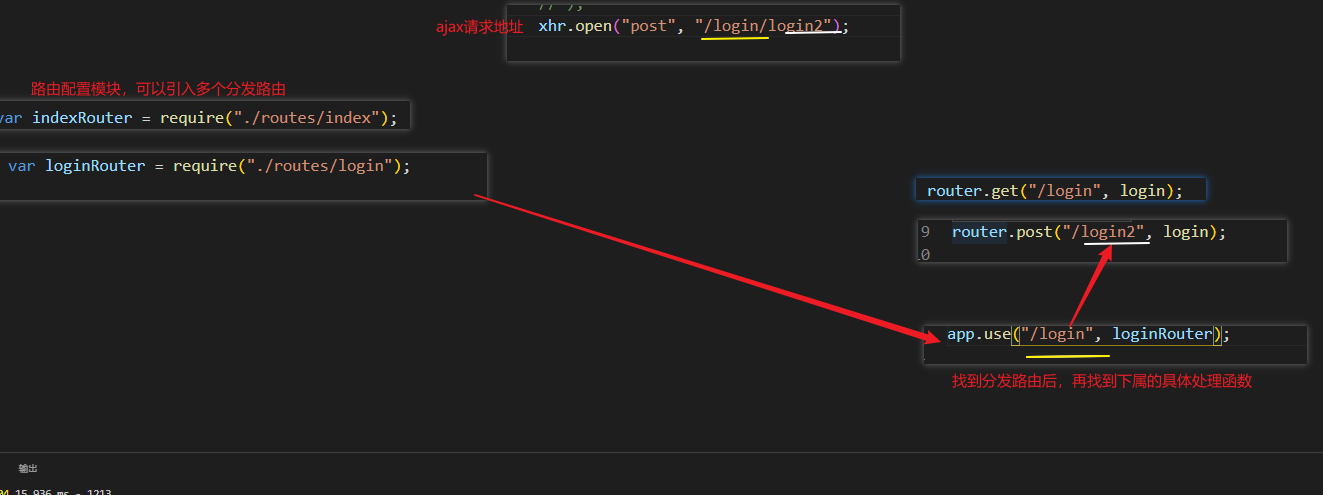 // );
ajax请求地址
xhr.open("post", "/login/login2");
路由配置模块，可以引入多个分发路由
var indexRouter = require("./routes/index");
var loginRouter = require("./routes/login");
router.get("/login", login);
9 router.post("/login2", login);
app.use("/login", loginRouter);
找到分发路由后，再找到下属的具体处理函数
输出
15.936 ms - 1213